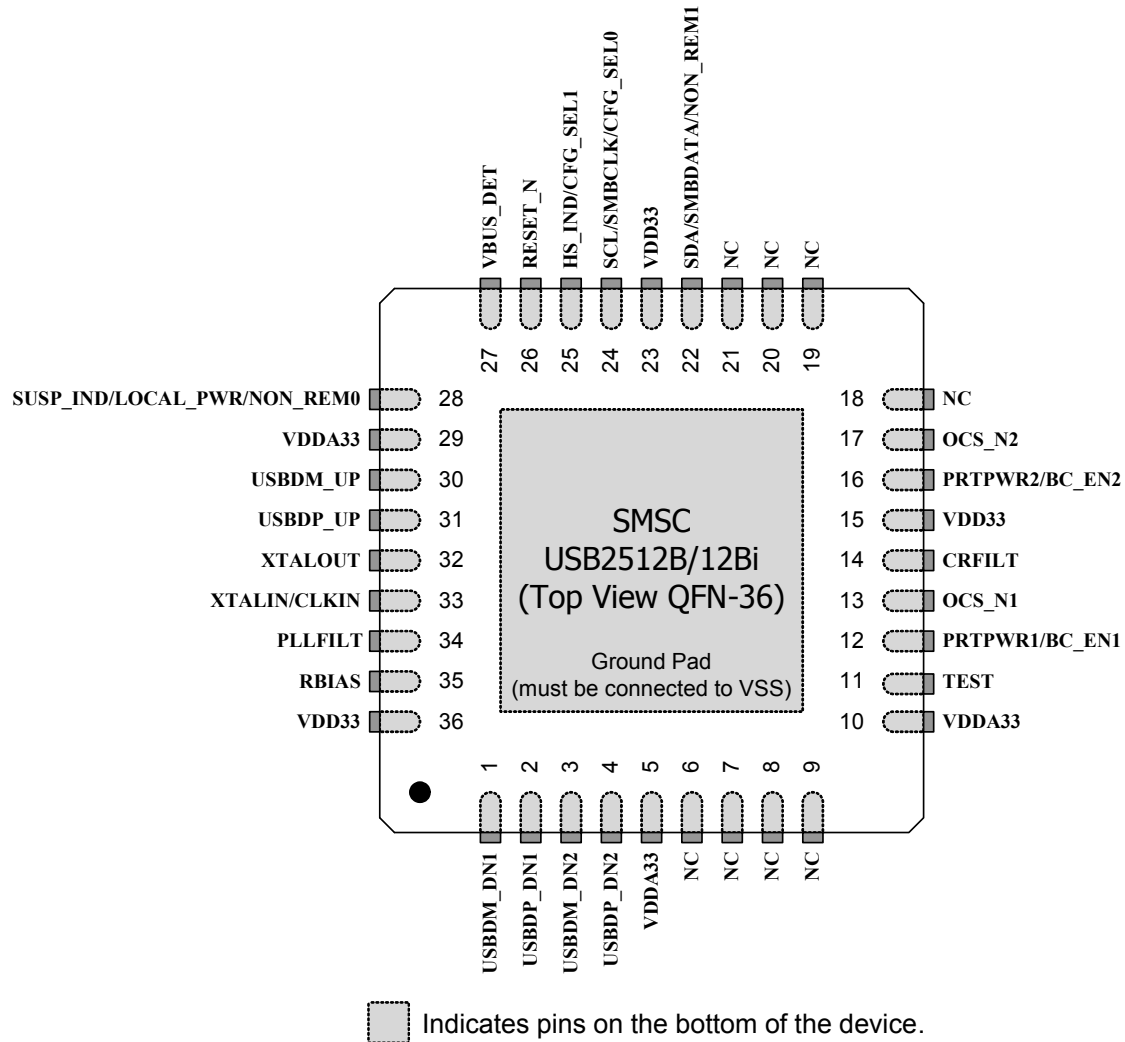 VBUS_DET
RESET_N
HS_IND/CFG_SEL1
SCL/SMBCLK/CFG_SEL0
VDD33
SDA/SMBDATA/NON_REM1
NC
NC
NC
27
26
25
24
23
22
21
20
19
SUSP_IND/LOCAL_PWR/NON_REM0 28
VDDA33 29
USBDM_UP 30
USBDP_UP 31
XTALOUT 32
XTALIN/CLKIN 33
PLLFILT 34
RBIAS 35
VDD33 36
SMSC
USB2512B/12Bi
(Top View QFN-36)
Ground Pad
(must be connected to VSS)
18 NC
17 OCS_N2
16 PRTPWR2/BC_EN2
15 VDD33
14 CRFILT
13 OCS_N1
12 PRTPWR1/BC_EN1
11 TEST
10 VDDA33
1
2
3
4
5
6
7
8
9
USBDM_DN1
USBDP_DN1
USBDM_DN2
USBDP_DN2
VDDA33
NC
NC
NC
NC
Indicates pins on the bottom of the device.